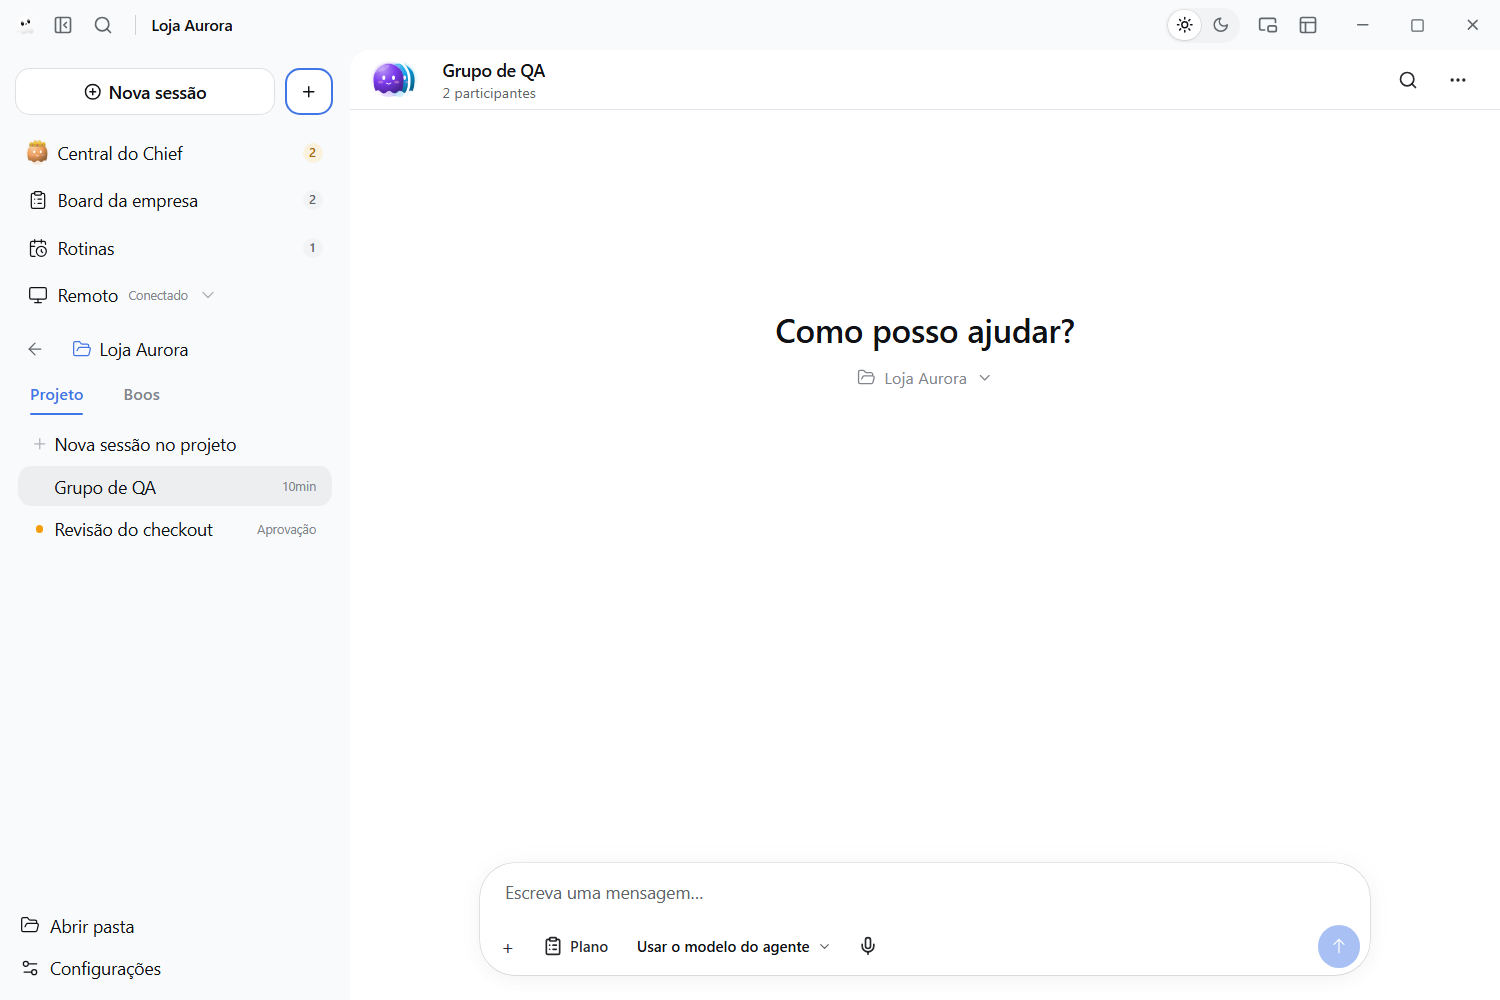 Loja Aurora
Nova sessão
Central do Chief 2
Board da empresa 2
Rotinas 1
Remoto Conectado
Loja Aurora
Projeto Boos
Nova sessão no projeto
Grupo de QA 10min
Revisão do checkout Aprovação
Abrir pasta
Configurações
Grupo de QA
2 participantes
Como posso ajudar?
Loja Aurora
Escreva uma mensagem...
Plano Usar o modelo do agente